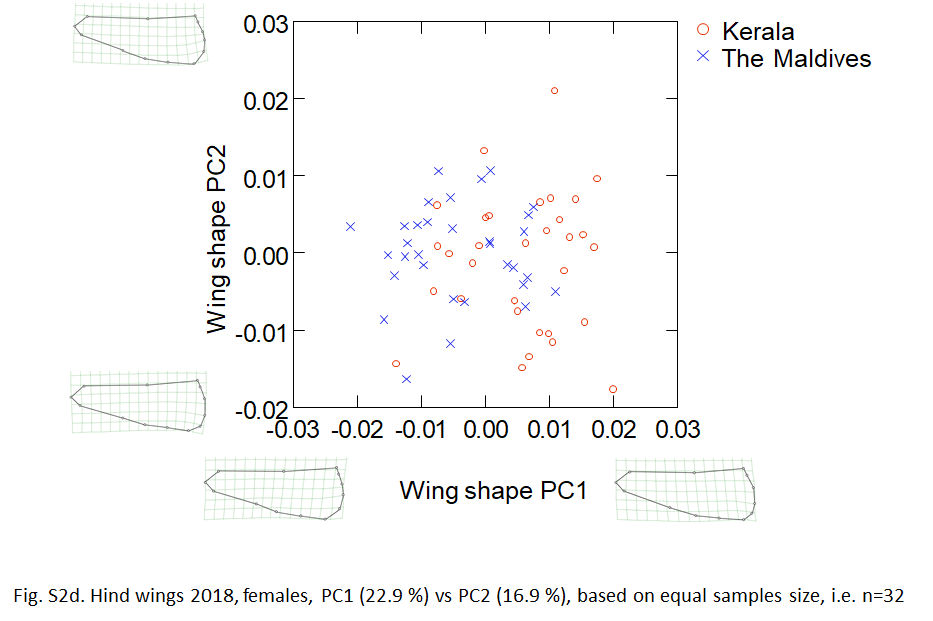 0.03
Kerala
The Maldives
0.02
0.01
0.00
-0.01
-0.02
Wing shape PC2
-0.03 -0.02 -0.01 0.00 0.01 0.02 0.03
Wing shape PC1
Fig. S2d. Hind wings 2018, females, PC1 (22.9 %) vs PC2 (16.9 %), based on equal samples size, i.e. n=32